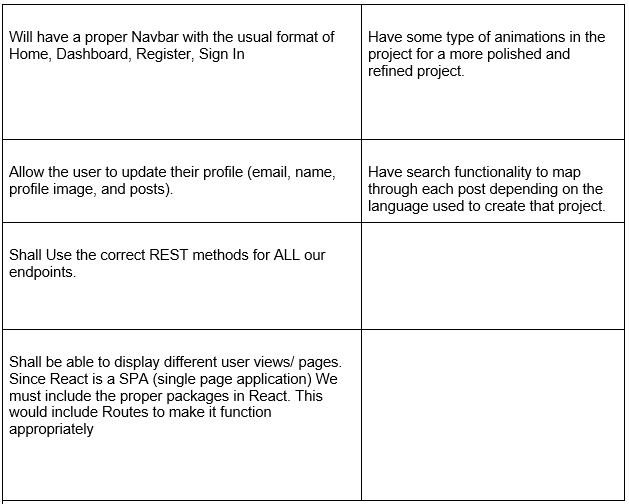 Will have a proper Navbar with the usual format of
Home, Dashboard, Register, Sign In
Have some type of animations in the
project for a more polished and
refined project.
Allow the user to update their profile (email, name,
profile image, and posts).
Have search functionality to map
through each post depending on the
language used to create that project.
Shall Use the correct REST methods for ALL our
endpoints.
Shall be able to display different user views/ pages.
Since React is a SPA (single page application) We
must include the proper packages in React. This
would include Routes to make it function
appropriately